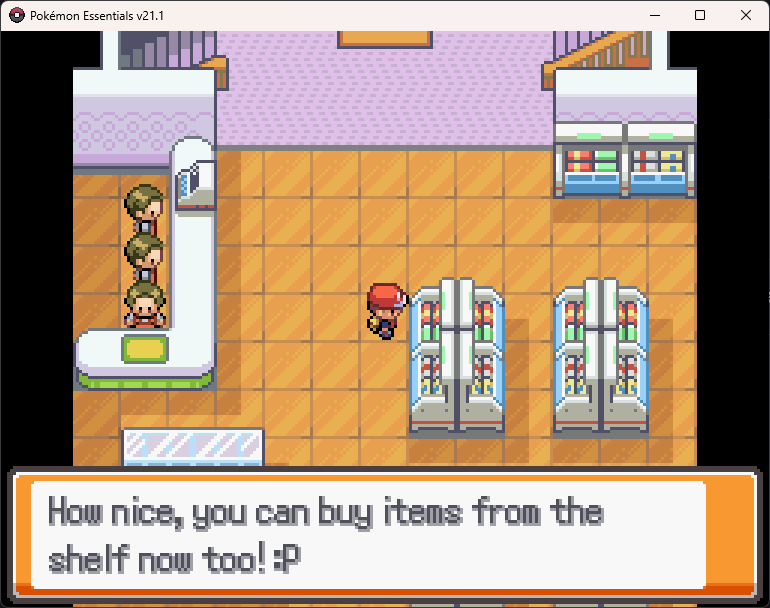 Pokémon Essentials v21.1
How nice, you can buy items from the
shelf now too! :P